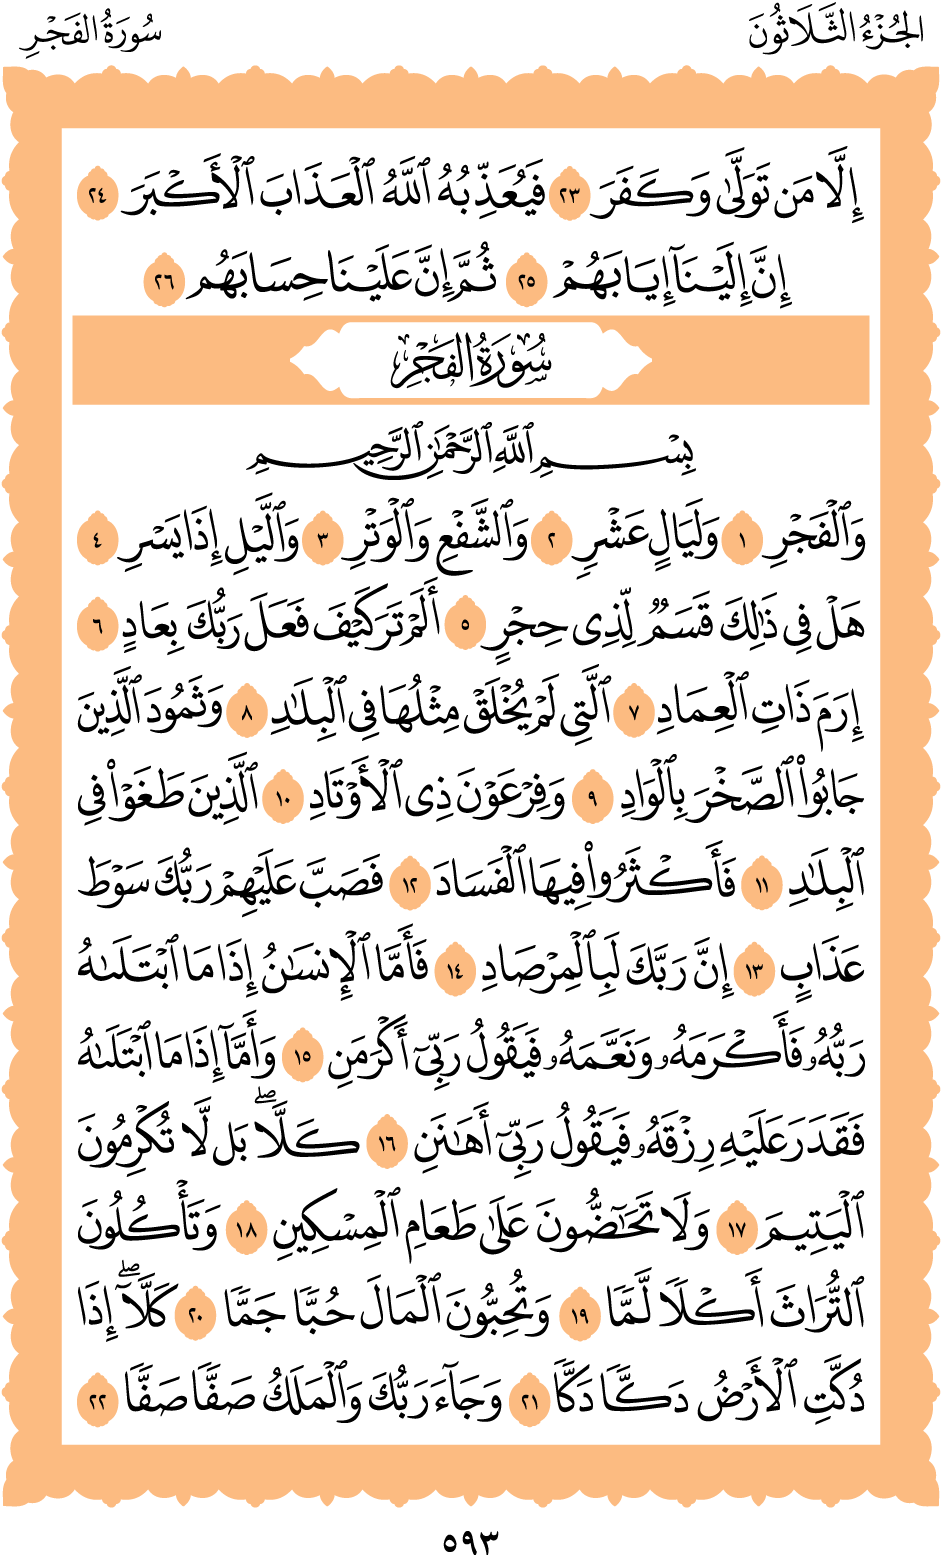 الجُزْءُ الثَّلَاثُونَ
سُورَةُ الفَجْرِ
إِلَّا مَن تَوَلَّىٰ وَكَفَرَ ٢٣ فَيُعَذِّبُهُ ٱللَّهُ ٱلْعَذَابَ ٱلْأَكْبَرَ ٢٤
إِنَّ إِلَيْنَآ إِيَابَهُمْ ٢٥ ثُمَّ إِنَّ عَلَيْنَا حِسَابَهُم ٢٦
سُورَةُ الفَجْرِ
بِسْمِ ٱللَّهِ ٱلرَّحْمَٰنِ ٱلرَّحِيمِ
وَٱلْفَجْرِ ١ وَلَيَالٍ عَشْرٍ ٢ وَٱلشَّفْعِ وَٱلْوَتْرِ ٣ وَٱلَّيْلِ إِذَا يَسْرِ ٤
هَلْ فِى ذَٰلِكَ قَسَمٌ لِّذِى حِجْرٍ ٥ أَلَمْ تَرَ كَيْفَ فَعَلَ رَبُّكَ بِعَادٍ ٦
إِرَمَ ذَاتِ ٱلْعِمَادِ ٧ ٱلَّتِى لَمْ يُخْلَقْ مِثْلُهَا فِى ٱلْبِلَٰدِ ٨ وَثَمُودَ ٱلَّذِينَ
جَابُوا۟ ٱلصَّخْرَ بِٱلْوَادِ ٩ وَفِرْعَوْنَ ذِى ٱلْأَوْتَادِ ١٠ ٱلَّذِينَ طَغَوْا۟ فِى
ٱلْبِلَٰدِ ١١ فَأَكْثَرُوا۟ فِيهَا ٱلْفَسَادَ ١٢ فَصَبَّ عَلَيْهِمْ رَبُّكَ سَوْطَ
عَذَابٍ ١٣ إِنَّ رَبَّكَ لَبِٱلْمِرْصَادِ ١٤ فَأَمَّا ٱلْإِنسَٰنُ إِذَا مَا ٱبْتَلَىٰهُ
رَبُّهُۥ فَأَكْرَمَهُۥ وَنَعَّمَهُۥ فَيَقُولُ رَبِّىٓ أَكْرَمَنِ ١٥ وَأَمَّآ إِذَا مَا ٱبْتَلَىٰهُ
فَقَدَرَ عَلَيْهِ رِزْقَهُۥ فَيَقُولُ رَبِّىٓ أَهَٰنَنِ ١٦ كَلَّا ۖ بَل لَّا تُكْرِمُونَ
ٱلْيَتِيمَ ١٧ وَلَا تَحَٰٓضُّونَ عَلَىٰ طَعَامِ ٱلْمِسْكِينِ ١٨ وَتَأْكُلُونَ
ٱلتُّرَاثَ أَكْلًا لَّمًّا ١٩ وَتُحِبُّونَ ٱلْمَالَ حُبًّا جَمًّا ٢٠ كَلَّآ ۖ إِذَا
دُكَّتِ ٱلْأَرْضُ دَكًّا دَكًّا ٢١ وَجَآءَ رَبُّكَ وَٱلْمَلَكُ صَفًّا صَفًّا ٢٢
٥٩٣